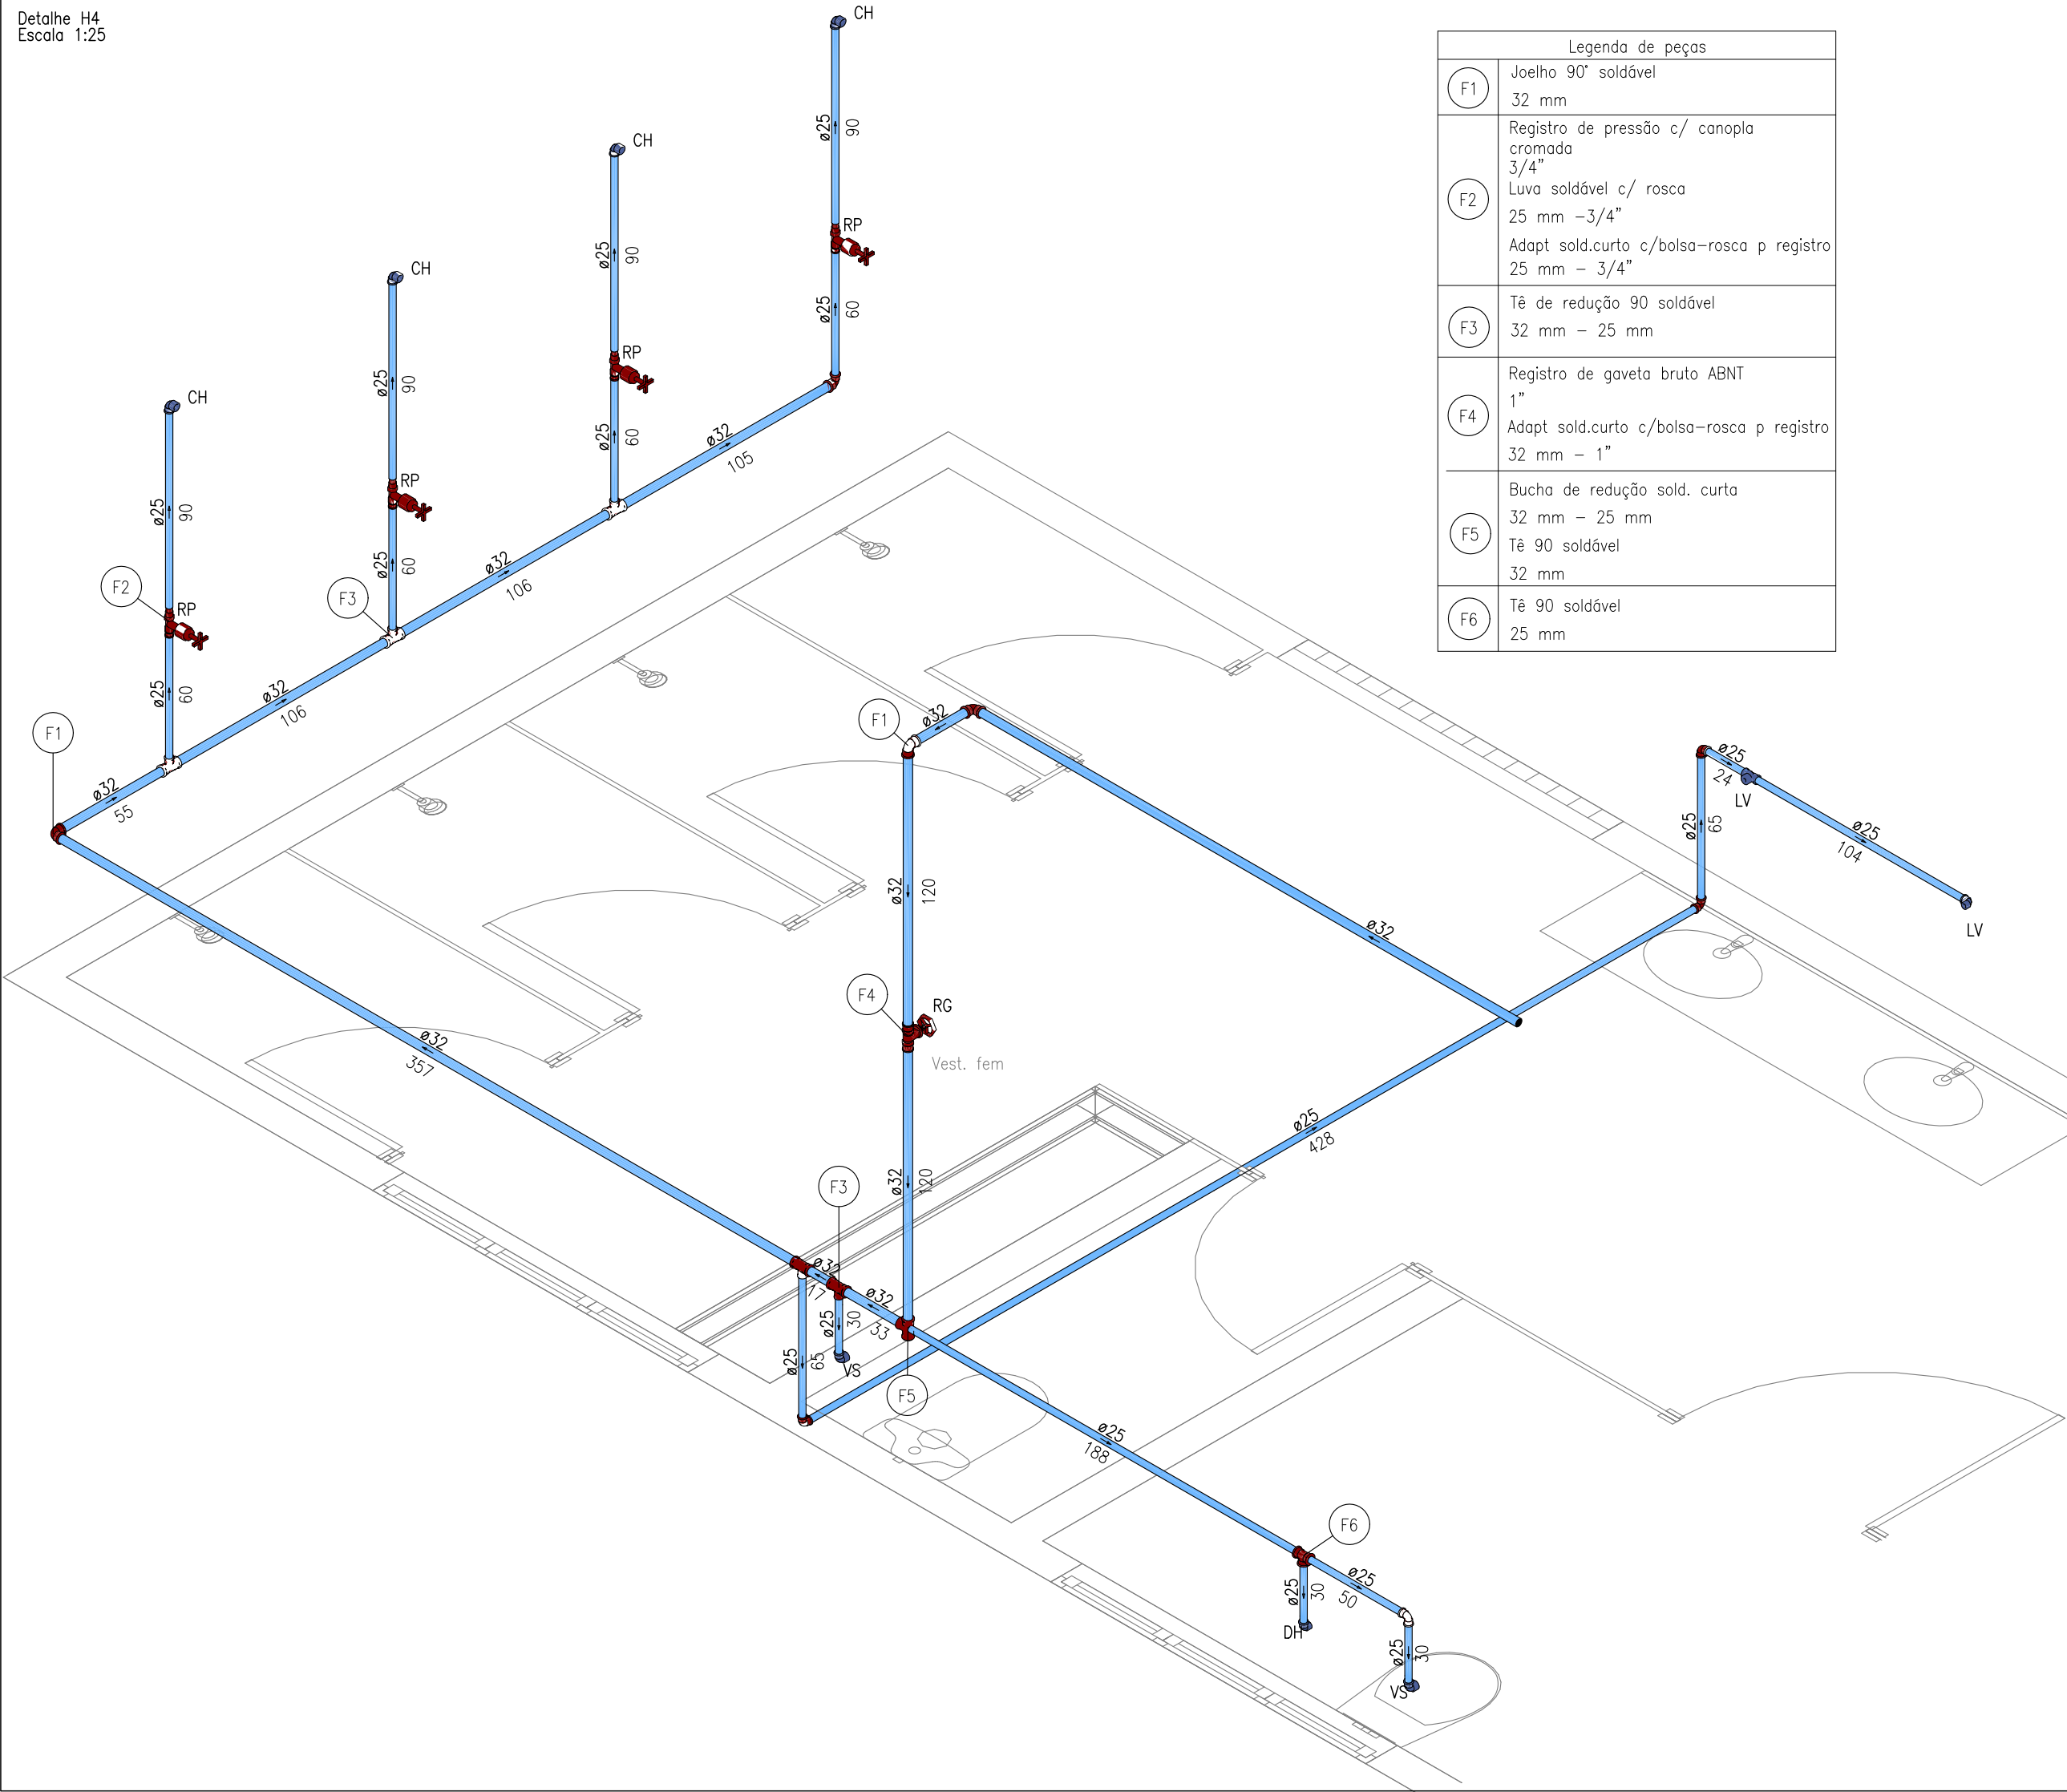 Detalhe H4
Escala 1:25
Legenda de peças
F1
Joelho 90° soldável
32 mm
F2
Registro de pressão c/ canopla
cromada
3/4"
Luva soldável c/ rosca
25 mm -3/4"
Adapt sold.curto c/bolsa-rosca p registro
25 mm - 3/4"
F3
Tê de redução 90 soldável
32 mm - 25 mm
F4
Registro de gaveta bruto ABNT
1"
Adapt sold.curto c/bolsa-rosca p registro
32 mm - 1"
F5
Bucha de redução sold. curta
32 mm - 25 mm
Tê 90 soldável
32 mm
F6
Tê 90 soldável
25 mm
CH
ø25
90
RP
ø25
60
CH
ø25
90
RP
ø25
60
CH
ø25
90
RP
ø25
60
CH
ø25
90
F2
RP
ø25
60
F3
ø32
105
ø32
106
ø32
106
F1
ø32
55
F1
ø32
ø32
ø32
120
F4
RG
Vest. fem
ø32
120
ø32
357
F3
ø32
17
ø32
33
ø25
30
VS
ø25
65
F5
ø25
428
ø25
65
ø25
24
LV
ø25
104
LV
ø25
188
F6
ø25
30
DH
ø25
50
ø25
30
VS